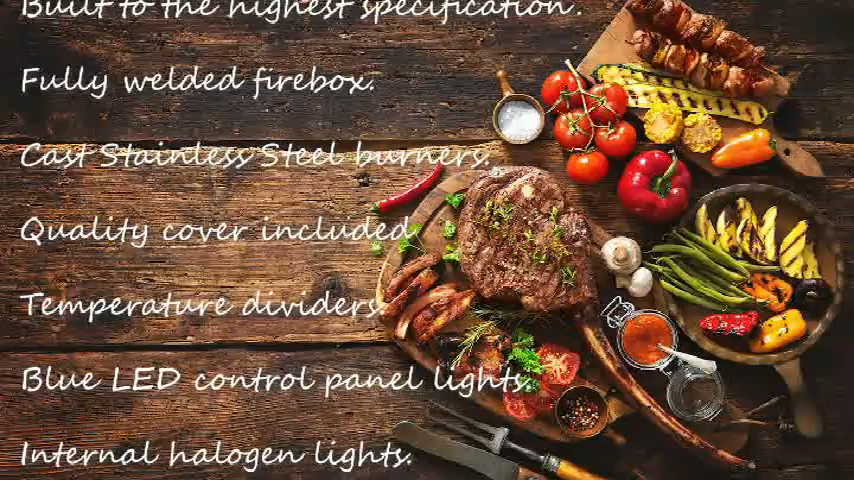 Built to the highest specification.
Fully welded firebox.
Cast Stainless Steel burners.
Quality cover included.
Temperature dividers.
Blue LED control panel lights.
Internal halogen lights.